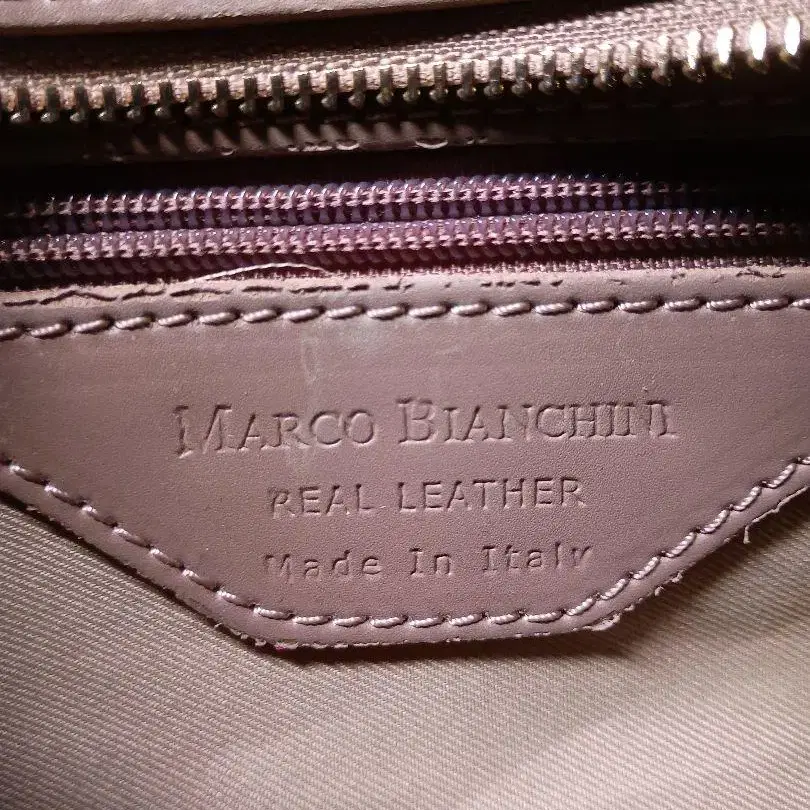 MARCO BIANCHINI
REAL LEATHER
Made In Italy